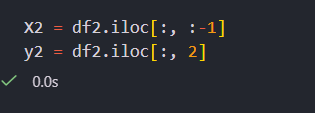 X2 = df2.iloc[:, :-1]
y2 = df2.iloc[:, 2]
0.0s